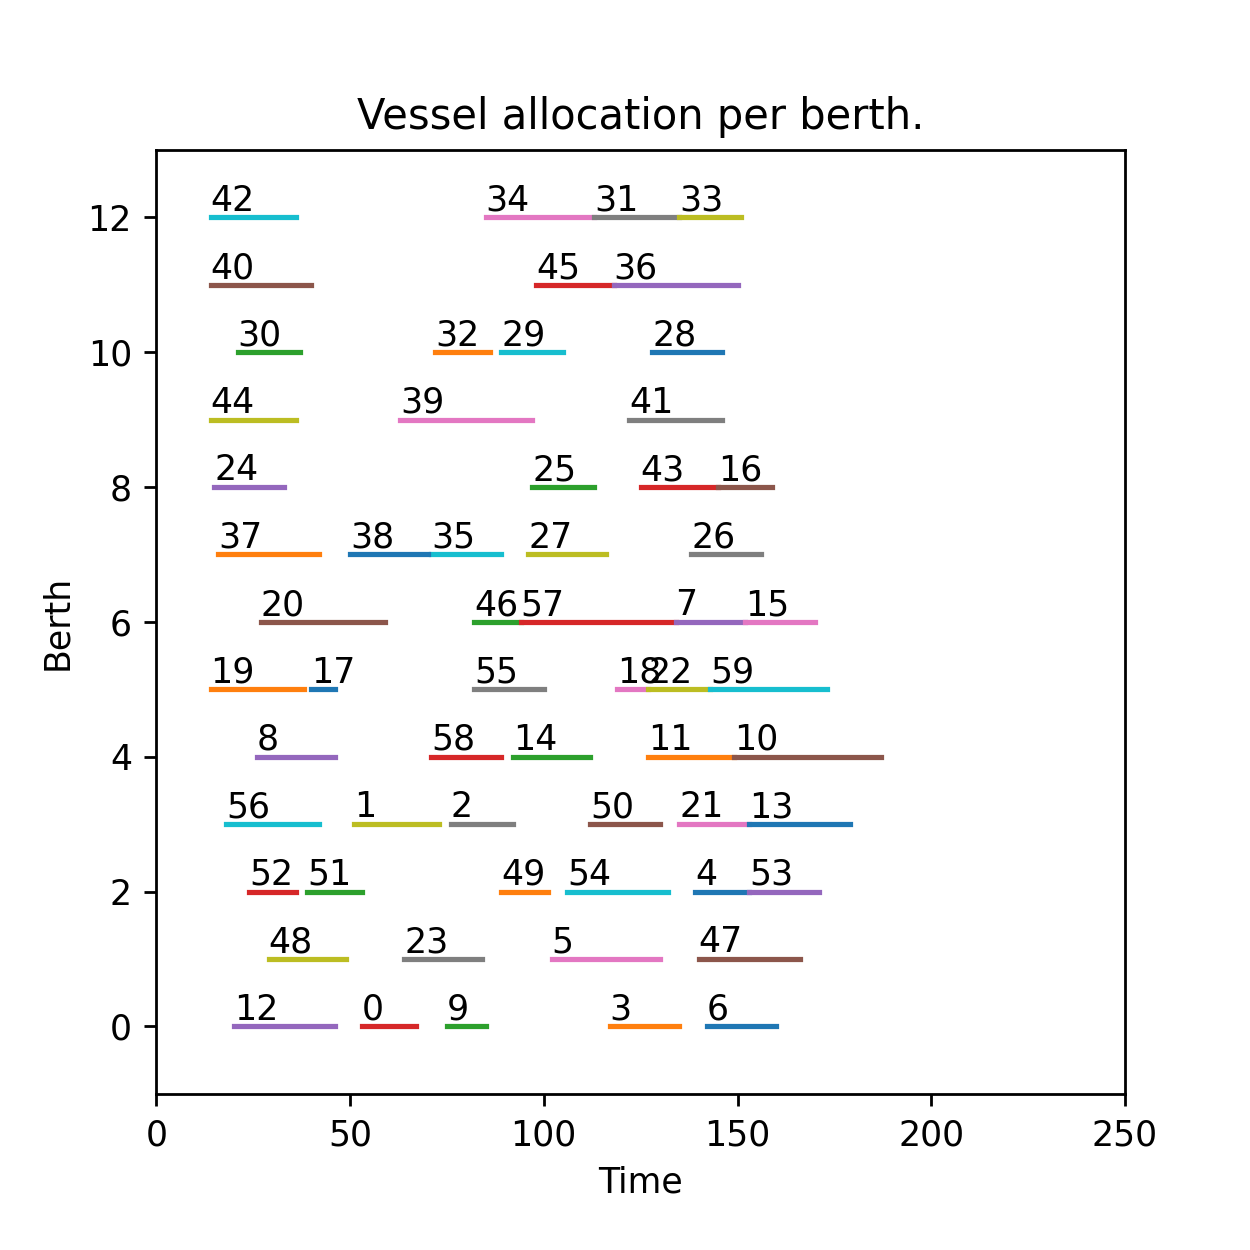 Vessel allocation per berth.
42 34 31 33
12
40 45 36
30 32 29 28
10
44 39 41
24 25 43 16
8
37 38 35 27 26
20 46 57 7 15
6
19 17 55 18 22 59
8 58 14 11 10
4
56 1 2 50 21 13
52 51 49 54 4 53
2
48 23 5 47
12 0 9 3 6
0
Berth
0 50 100 150 200 250
Time